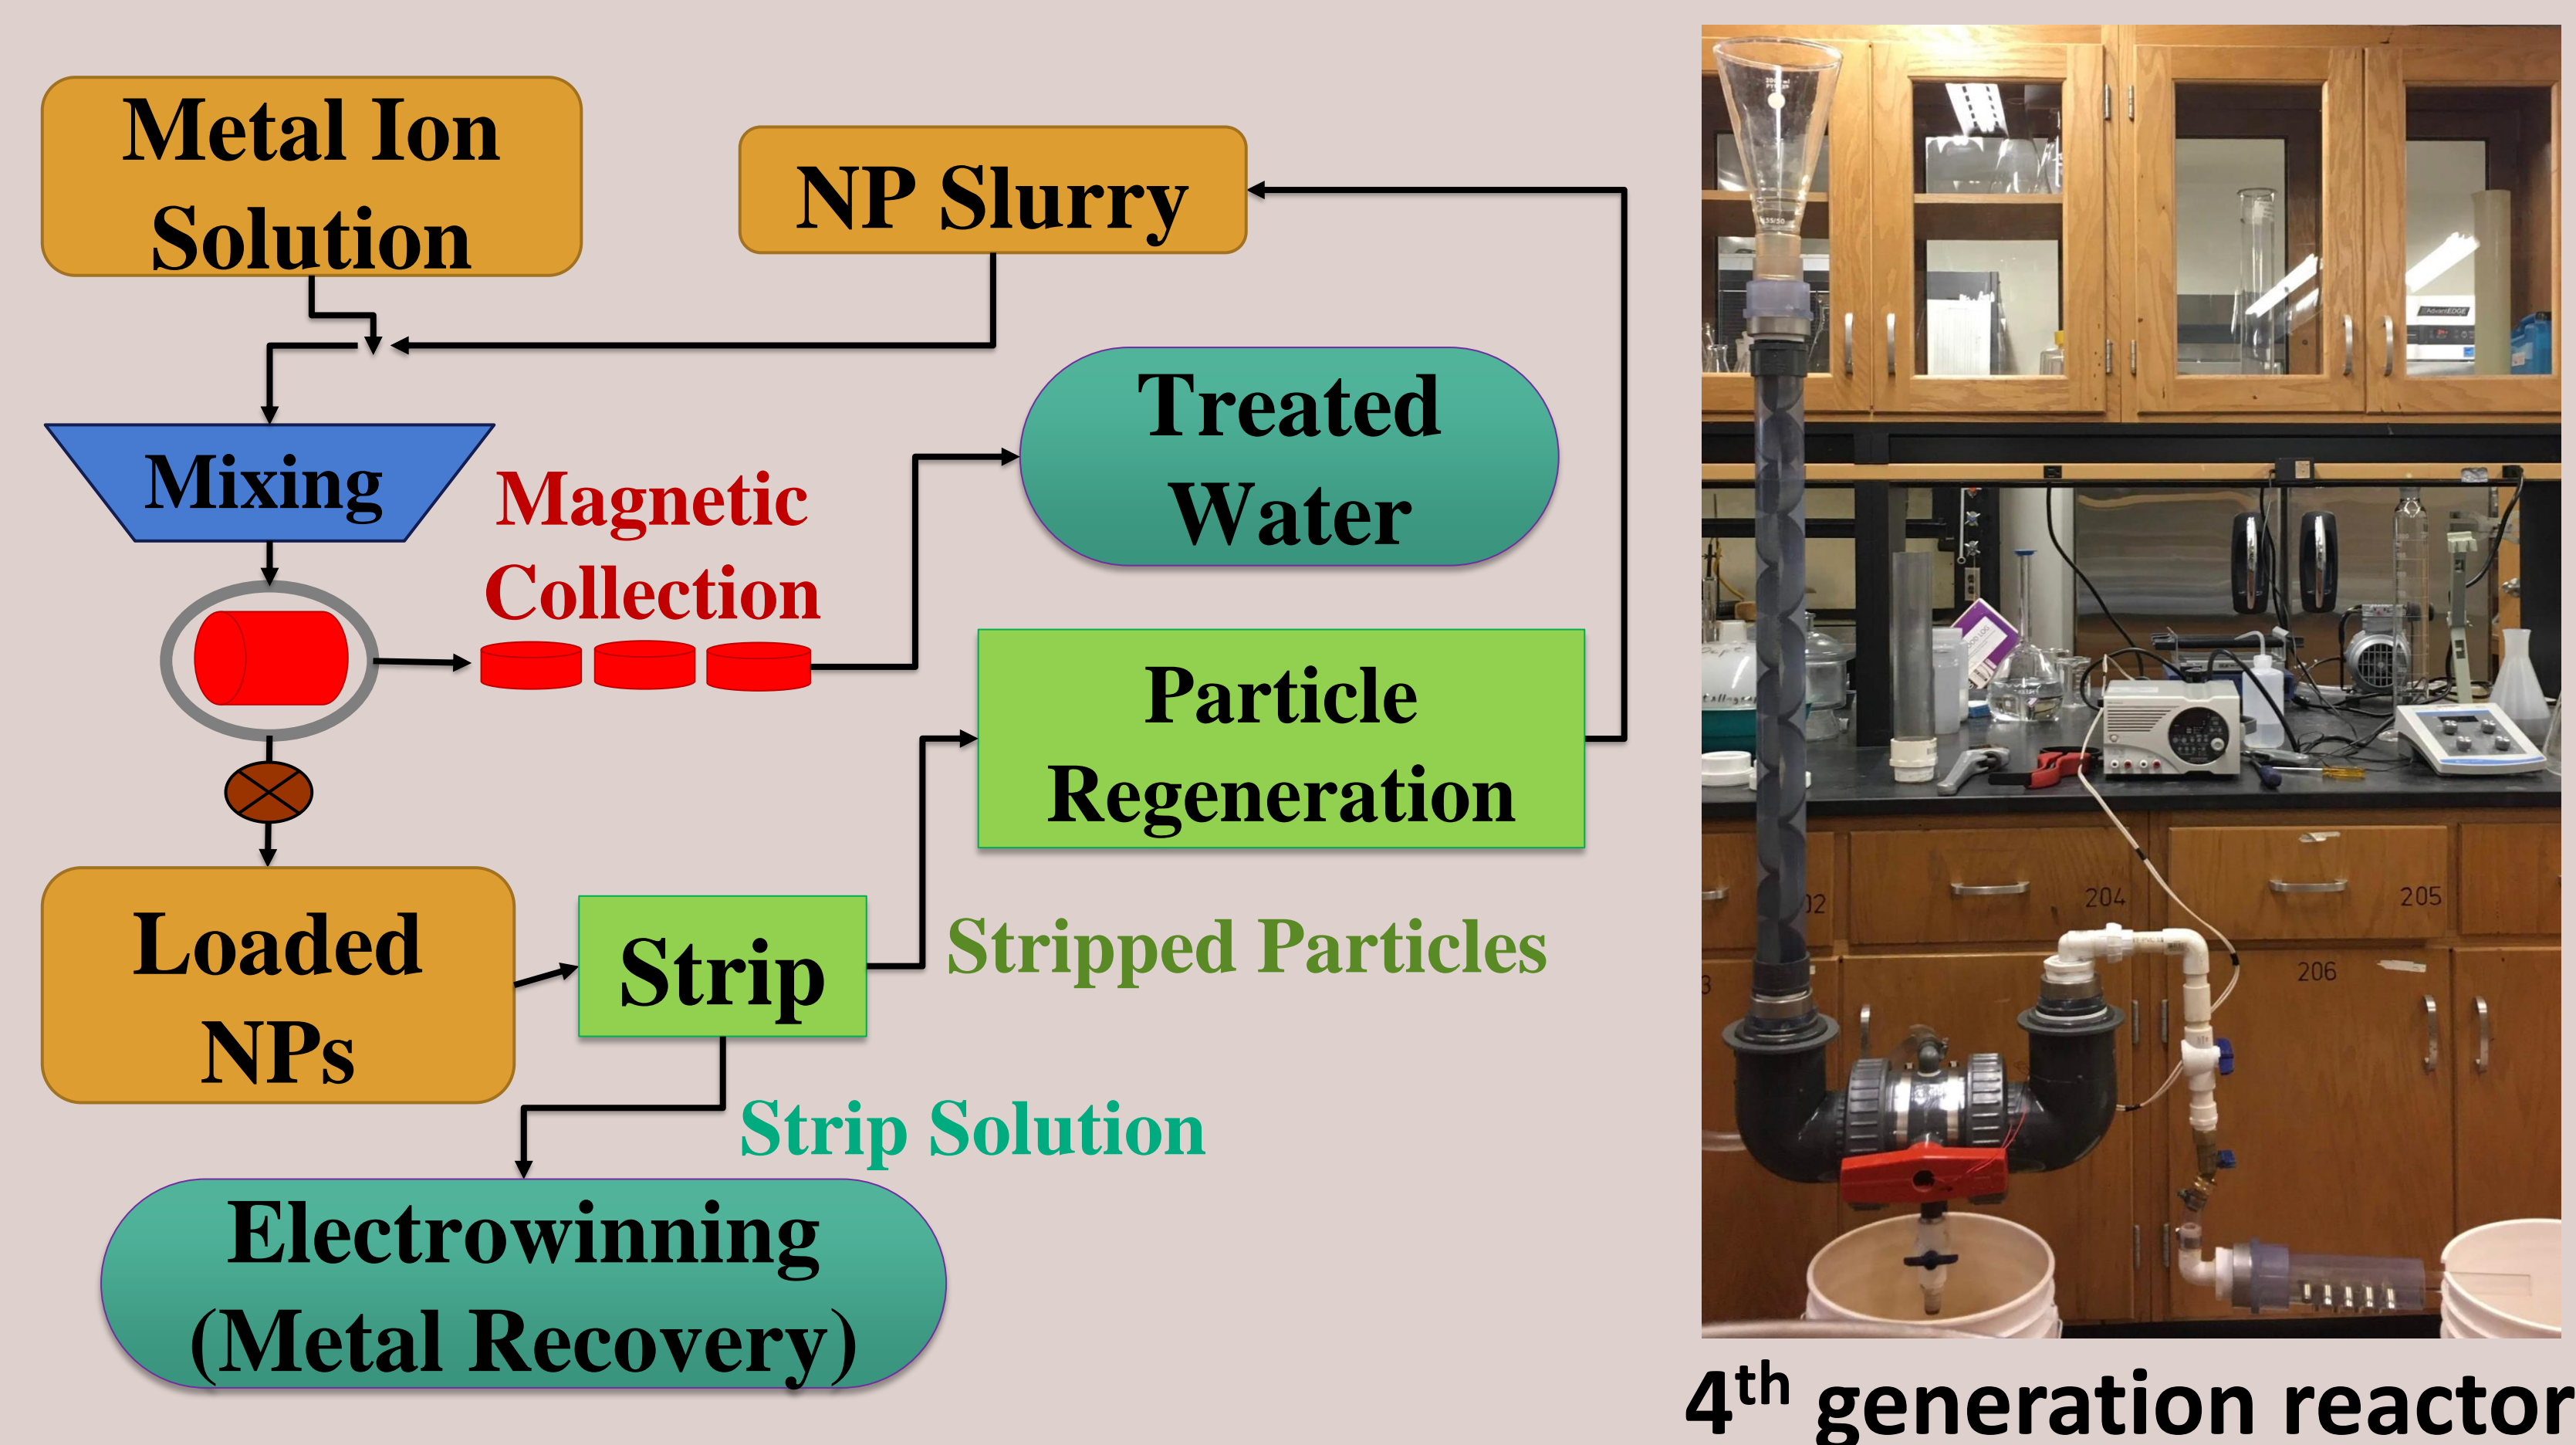 Metal Ion
Solution
NP Slurry
Treated
Water
Mixing
Magnetic
Collection
Particle
Regeneration
Loaded
NPs
Strip
Stripped Particles
Strip Solution
Electrowinning
(Metal Recovery)
204
205
206
4th generation reactor